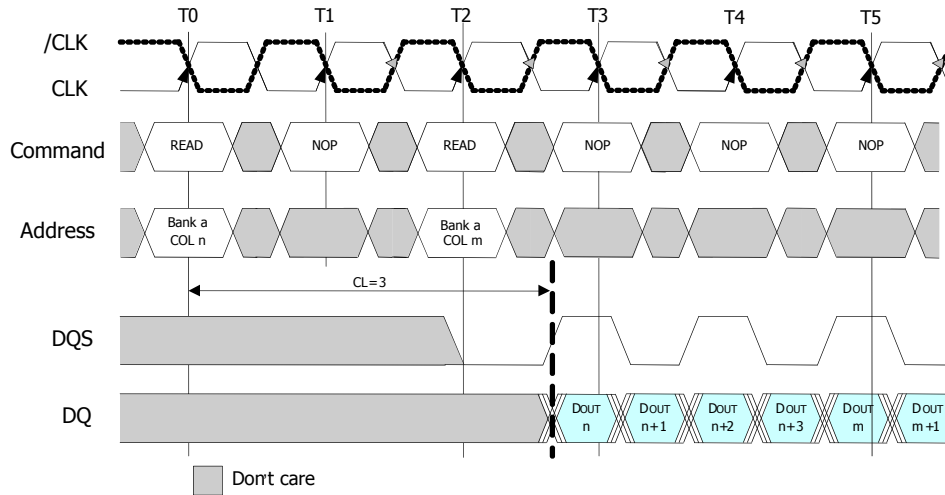 T0 T1 T2 T3 T4 T5
/CLK
CLK
Command READ NOP READ NOP NOP NOP
Address Bank a COL n Bank a COL m
CL=3
DQS
DQ DOUT n DOUT n+1 DOUT n+2 DOUT n+3 DOUT m DOUT m+1
Don't care